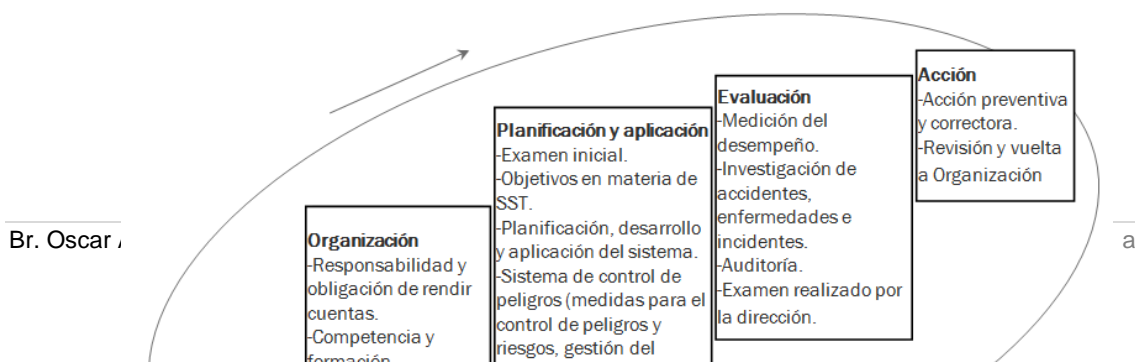 Acción
-Acción preventiva
y correctora.
-Revisión y vuelta
a Organización
Evaluación
-Medición del
desempeño.
-Investigación de
accidentes,
enfermedades e
incidentes.
-Auditoría.
-Examen realizado por
la dirección.
Planificación y aplicación
-Examen inicial.
-Objetivos en materia de
SST.
-Planificación, desarrollo
y aplicación del sistema.
-Sistema de control de
peligros (medidas para el
control de peligros y
riesgos, gestión del
Organización
-Responsabilidad y
obligación de rendir
cuentas.
-Competencia y
formación
Br. Oscar
a